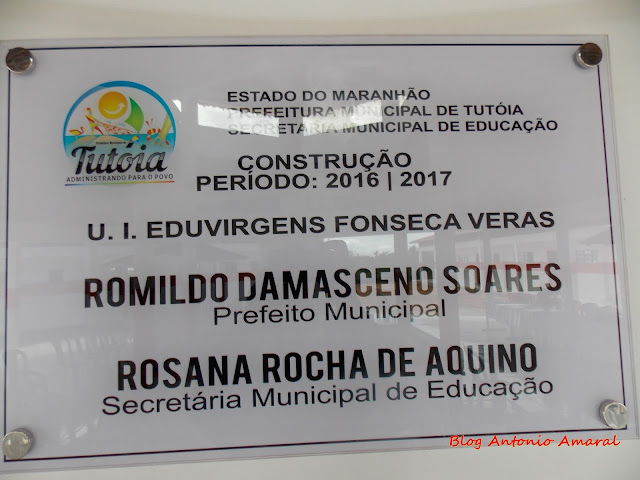 ESTADO DO MARANHÃO
PREFEITURA MUNICIPAL DE TUTÓIA
SECRETARIA MUNICIPAL DE EDUCAÇÃO
Tutóia
ADMINISTRANDO PARA O POVO
CONSTRUÇÃO
PERÍODO: 2016 | 2017
U. I. EDUVIRGENS FONSECA VERAS
ROMILDO DAMASCENO SOARES
Prefeito Municipal
ROSANA ROCHA DE AQUINO
Secretária Municipal de Educação
Blog Antonio Amaral